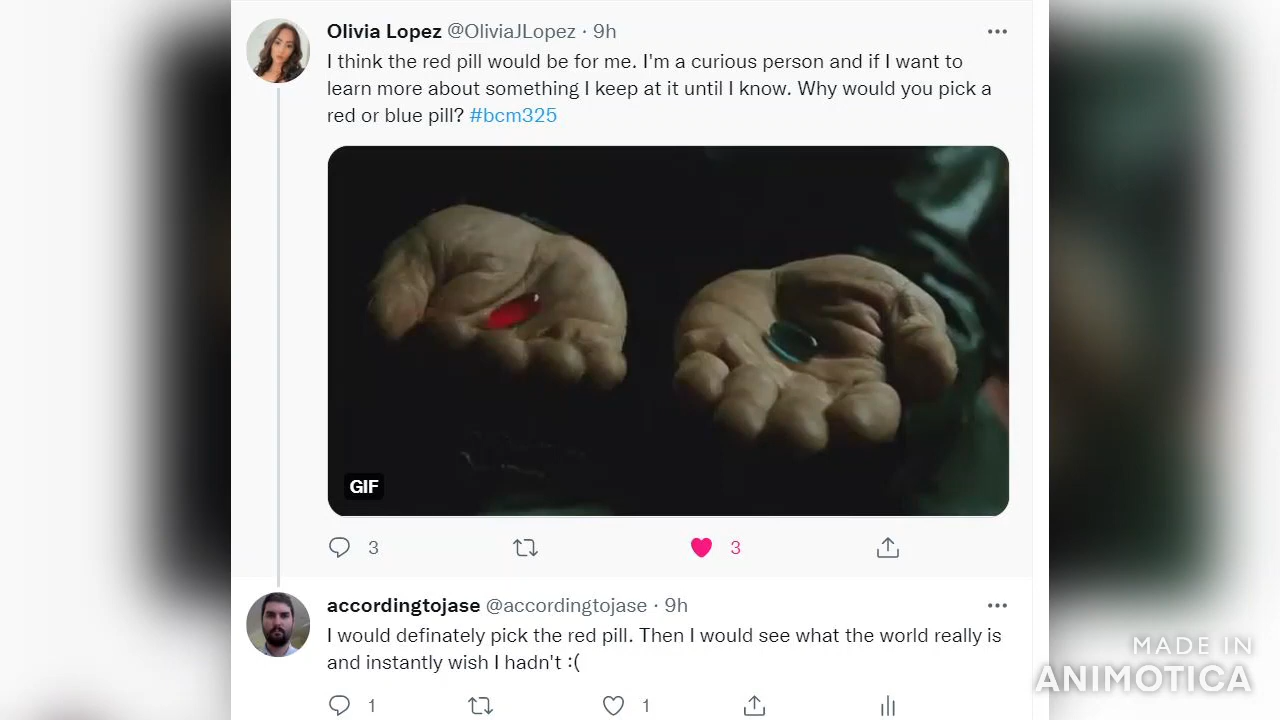 Olivia Lopez @OliviaJLopez · 9h
I think the red pill would be for me. I'm a curious person and if I want to
learn more about something I keep at it until I know. Why would you pick a
red or blue pill? #bcm325
GIF
3
3
accordingtojase @accordingtojase · 9h
I would definately pick the red pill. Then I would see what the world really is
and instantly wish I hadn't :(
1
1
MADE IN
ANIMOTICA